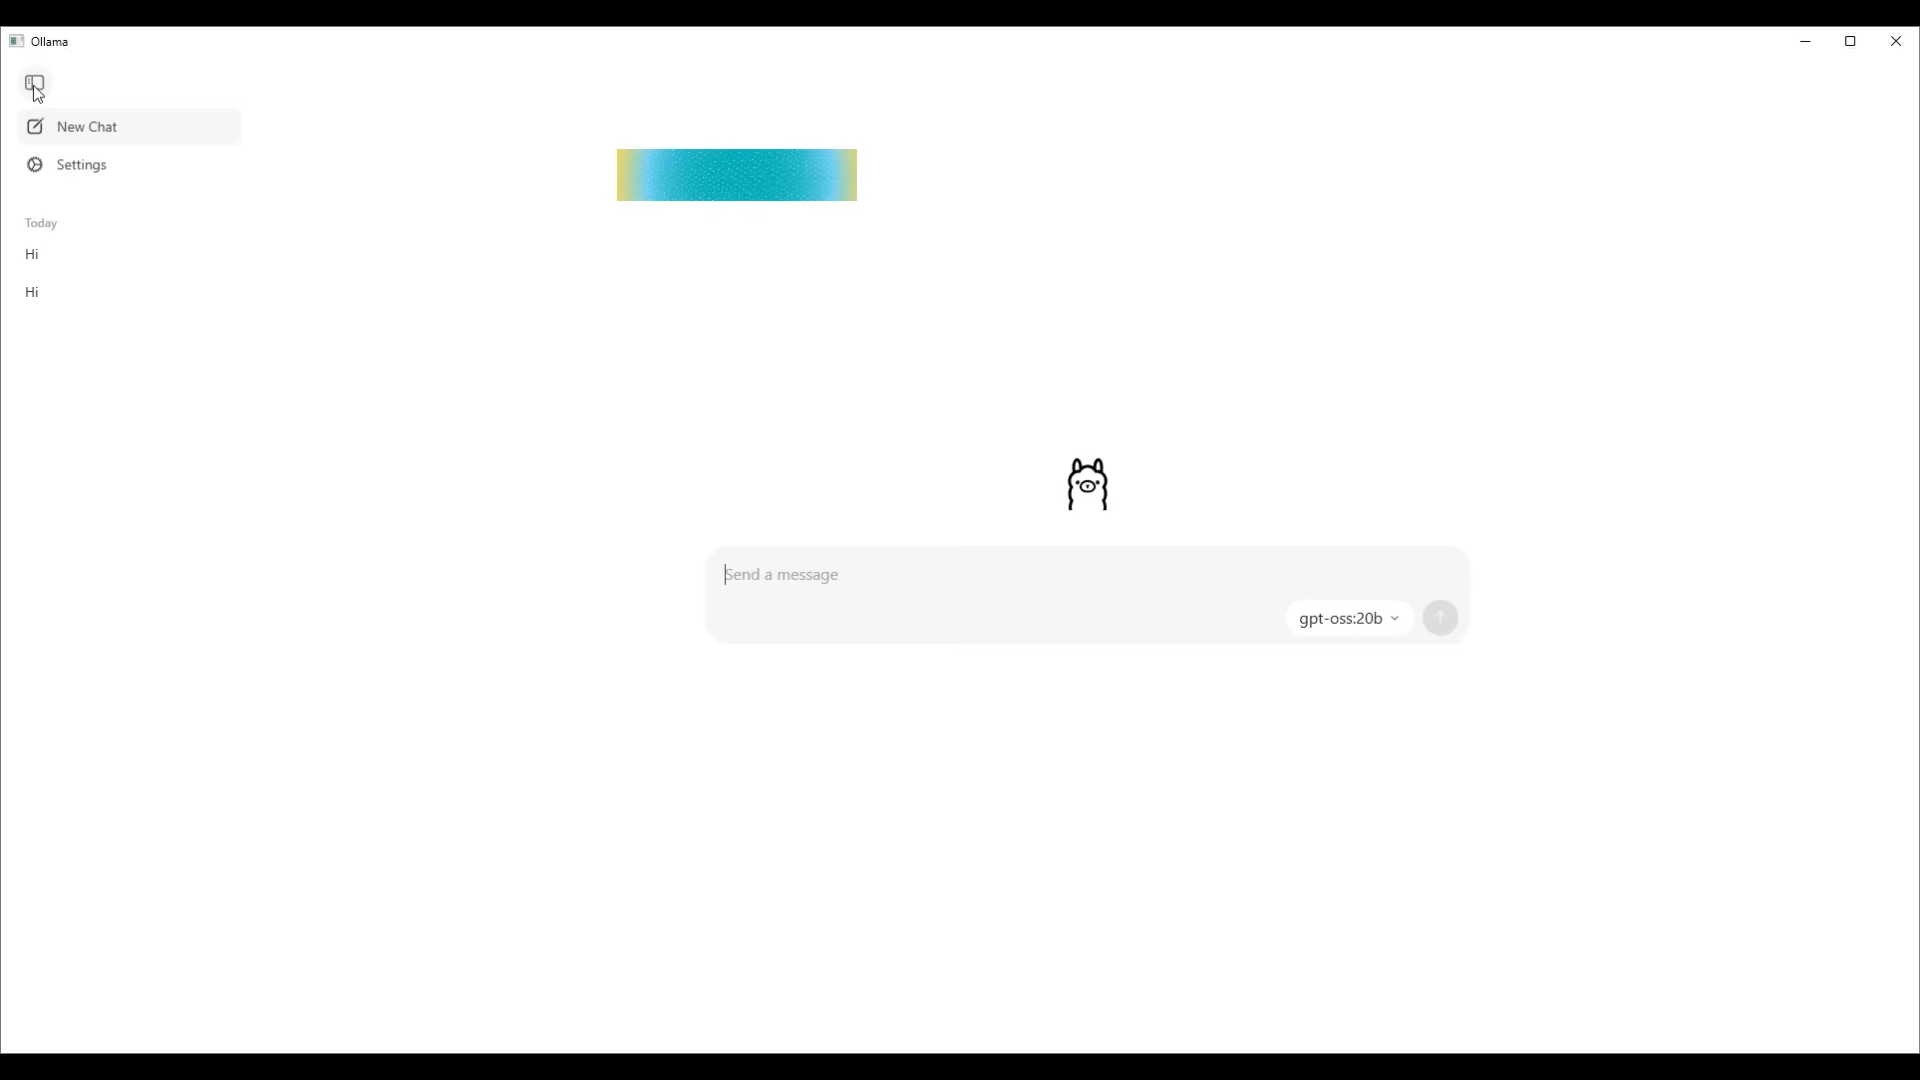 Ollama
New Chat
Settings
Today
Hi
Hi
Send a message
gpt-oss:20b